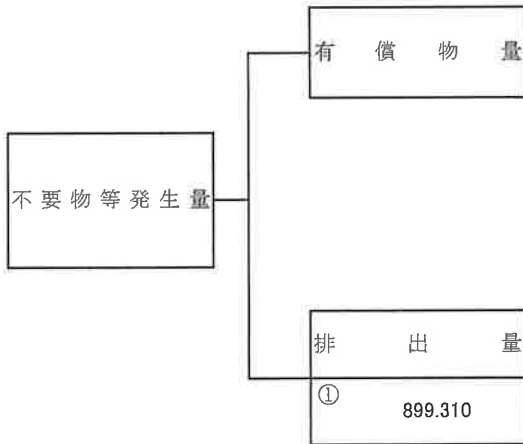 有償物量
不要物等発生量
排出量
①
899.310